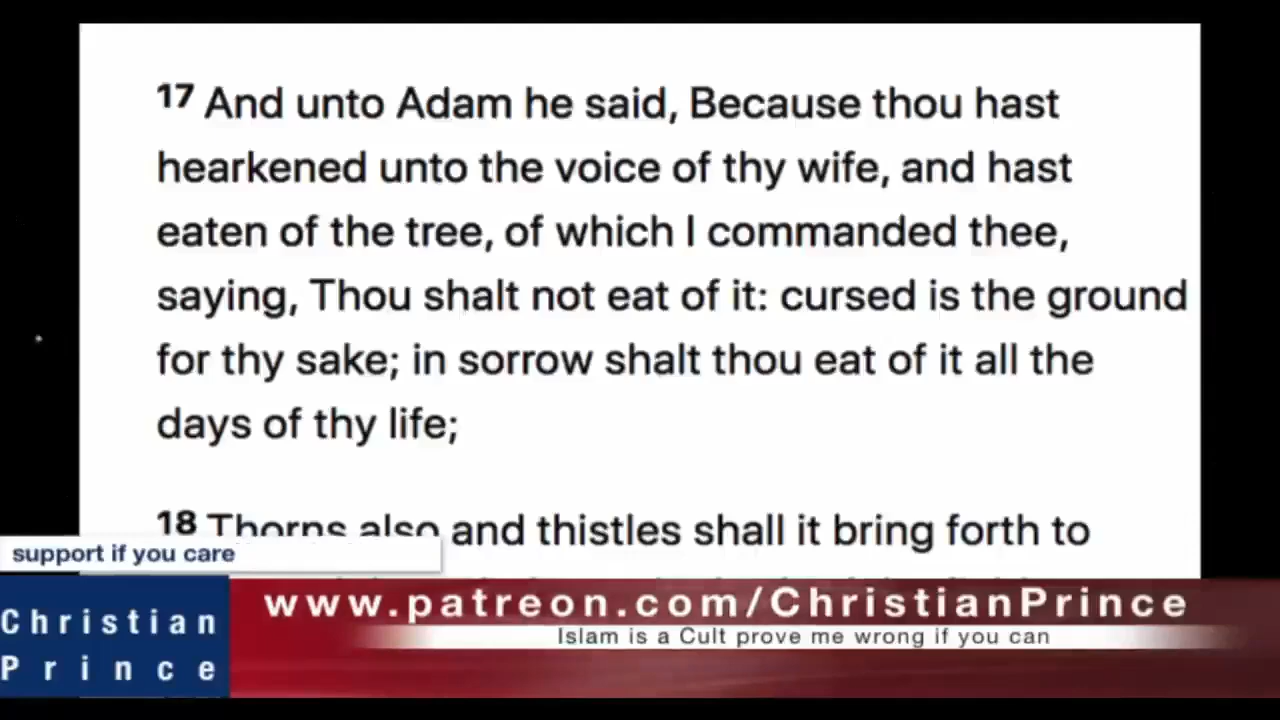 17 And unto Adam he said, Because thou hast
hearkened unto the voice of thy wife, and hast
eaten of the tree, of which I commanded thee,
saying, Thou shalt not eat of it: cursed is the ground
for thy sake; in sorrow shalt thou eat of it all the
days of thy life;
18 Thorns also and thistles shall it bring forth to
support if you care
Christian
Prince
www.patreon.com/ChristianPrince
Islam is a Cult prove me wrong if you can